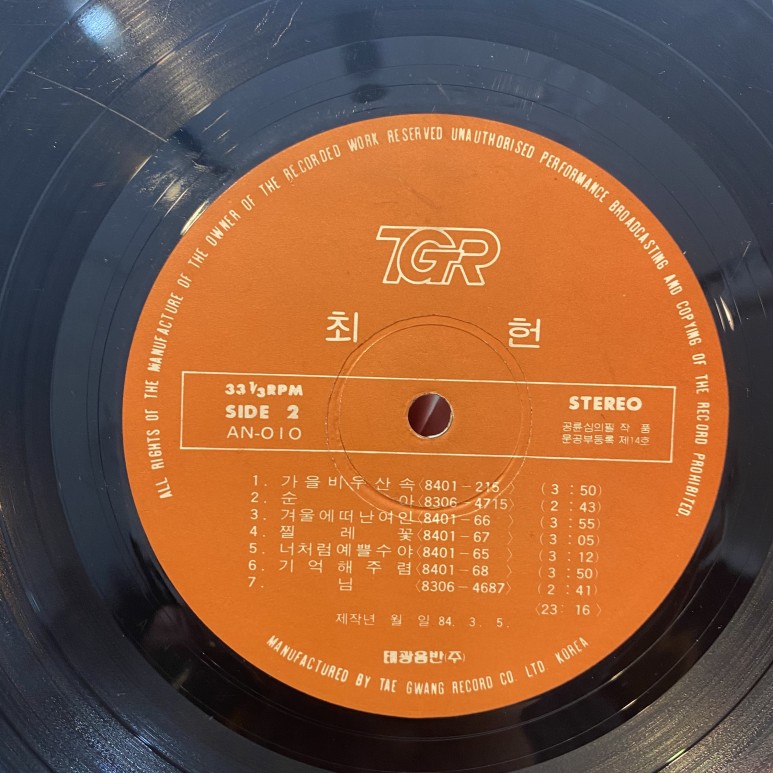 ALL RIGHTS OF THE MANUFACTURE OF THE OWNER OF THE RECORDED WORK RESERVED UNAUTHORISED PERFORMANCE BROADCASTING AND COPYING OF THE RECORD PROHIBITED.
TGR
최 헌
33 1/3 RPM
SIDE 2
AN-010
STEREO
공륜심의필 작품
문공부등록 제14호
1. 가을비우산속〈8401-215〉 (3:50)
2. 순 아〈8306-4715〉 (2:43)
3. 겨울에떠난여인〈8401-66〉 (3:55)
4. 찔 레 꽃〈8401-67〉 (3:05)
5. 너처럼예쁠수야〈8401-65〉 (3:12)
6. 기억해주렴〈8401-68〉 (3:50)
7. 님 〈8306-4687〉 (2:41)
〈23:16〉
제작년 월 일 84. 3. 5.
태광음반(주)
MANUFACTURED BY TAE GWANG RECORD CO. LTD. KOREA